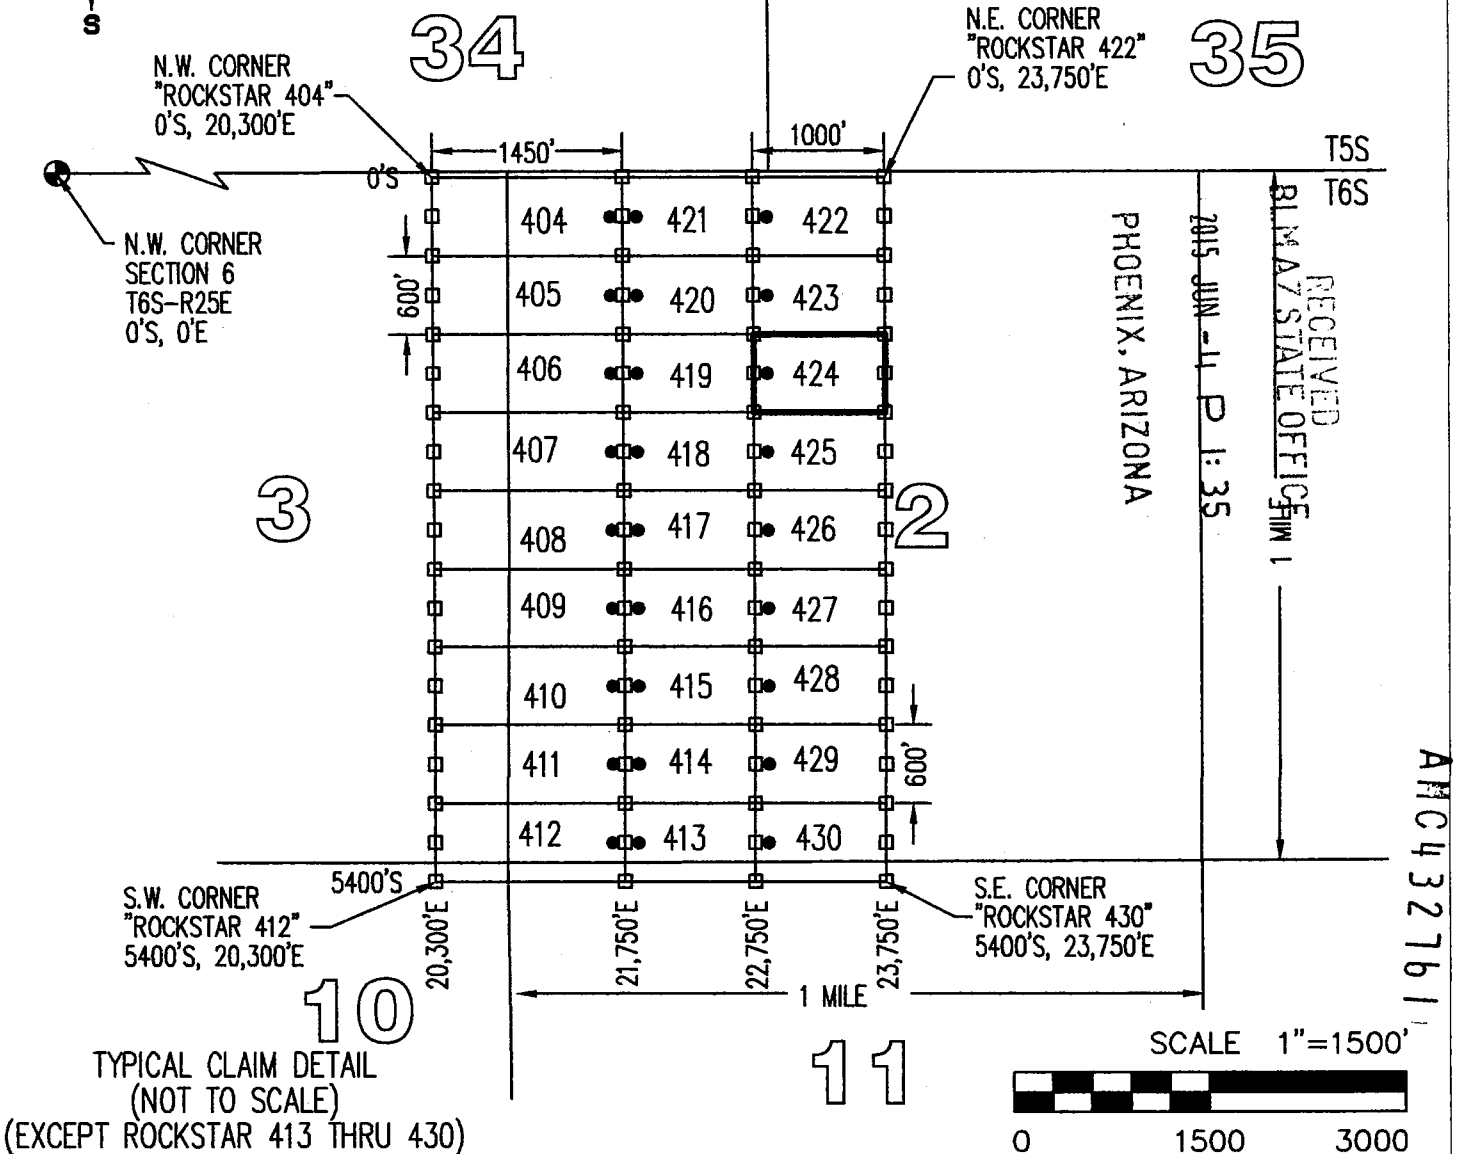 S
34
35
N.W. CORNER
"ROCKSTAR 404"
0'S, 20,300'E
N.E. CORNER
"ROCKSTAR 422"
0'S, 23,750'E
1450'
1000'
T5S
T6S
0'S
N.W. CORNER
SECTION 6
T6S-R25E
0'S, 0'E
600'
404 421 422
405 420 423
406 419 424
407 418 425
408 417 426
409 416 427
410 415 428
411 414 429
412 413 430
3
2
600'
PHOENIX, ARIZONA
2015 JUN -4 P 1:35
BLM AZ STATE OFFICE
RECEIVED
1 MILE
AMC432761
5400'S
S.W. CORNER
"ROCKSTAR 412"
5400'S, 20,300'E
20,300'E
21,750'E
22,750'E
23,750'E
S.E. CORNER
"ROCKSTAR 430"
5400'S, 23,750'E
1 MILE
10
11
TYPICAL CLAIM DETAIL
(NOT TO SCALE)
(EXCEPT ROCKSTAR 413 THRU 430)
SCALE 1"=1500'
0 1500 3000